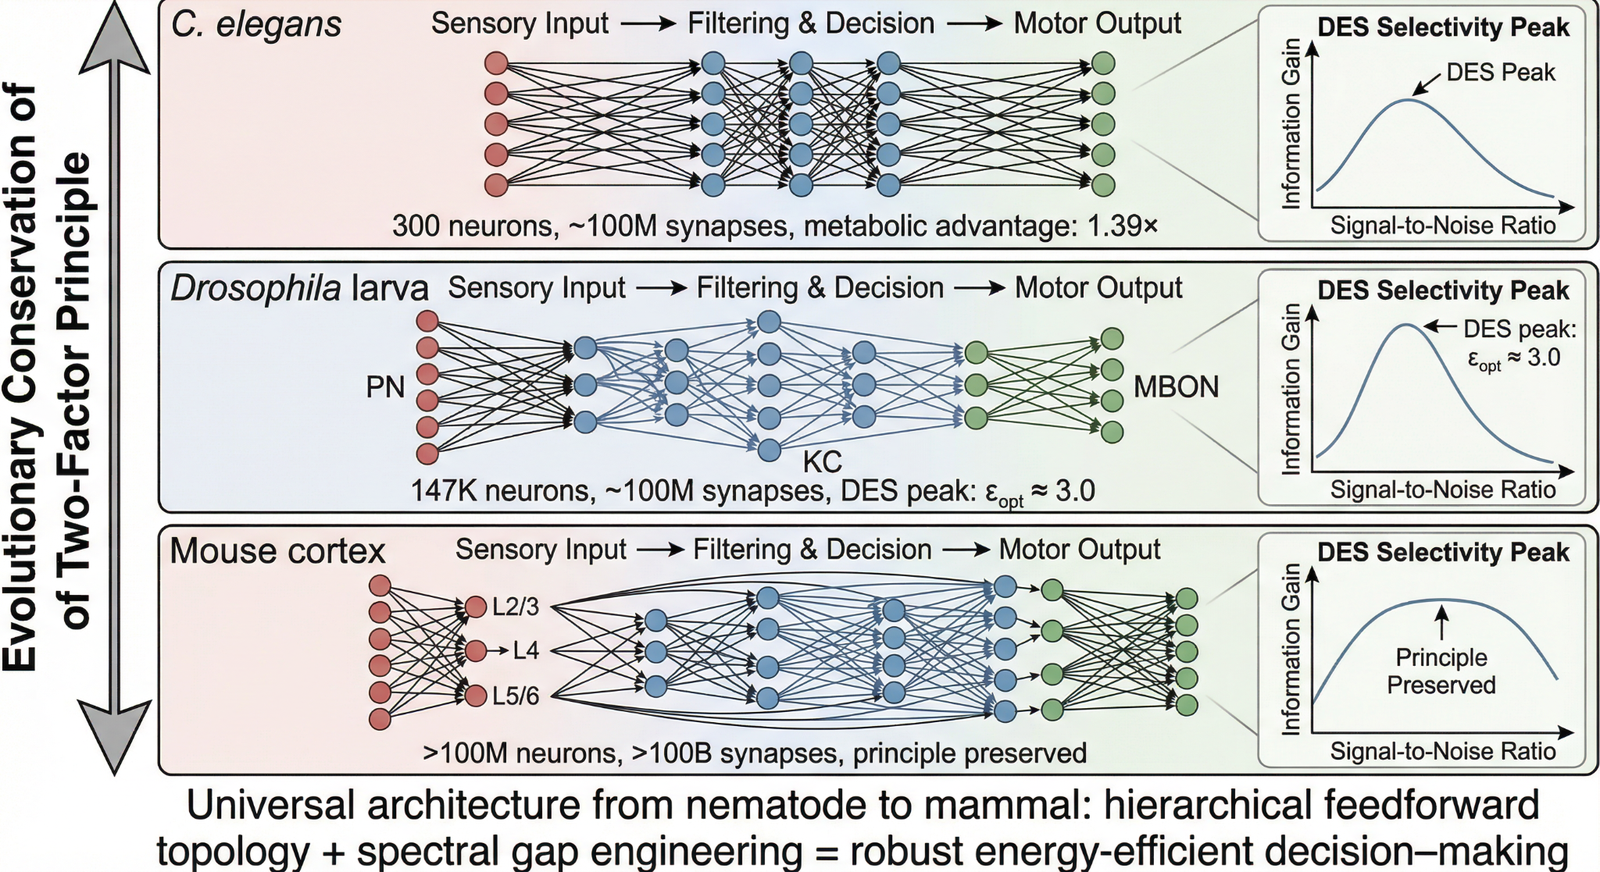 Evolutionary Conservation of
of Two-Factor Principle
C. elegans
Sensory Input → Filtering & Decision → Motor Output
300 neurons, ~100M synapses, metabolic advantage: 1.39×
DES Selectivity Peak
Information Gain
DES Peak
Signal-to-Noise Ratio
Drosophila larva
Sensory Input → Filtering & Decision → Motor Output
PN
KC
MBON
147K neurons, ~100M synapses, DES peak: εopt ≈ 3.0
DES Selectivity Peak
Information Gain
DES peak:
εopt ≈ 3.0
Signal-to-Noise Ratio
Mouse cortex
Sensory Input → Filtering & Decision → Motor Output
L2/3
L4
L5/6
>100M neurons, >100B synapses, principle preserved
DES Selectivity Peak
Information Gain
Principle
Preserved
Signal-to-Noise Ratio
Universal architecture from nematode to mammal: hierarchical feedforward
topology + spectral gap engineering = robust energy-efficient decision–making